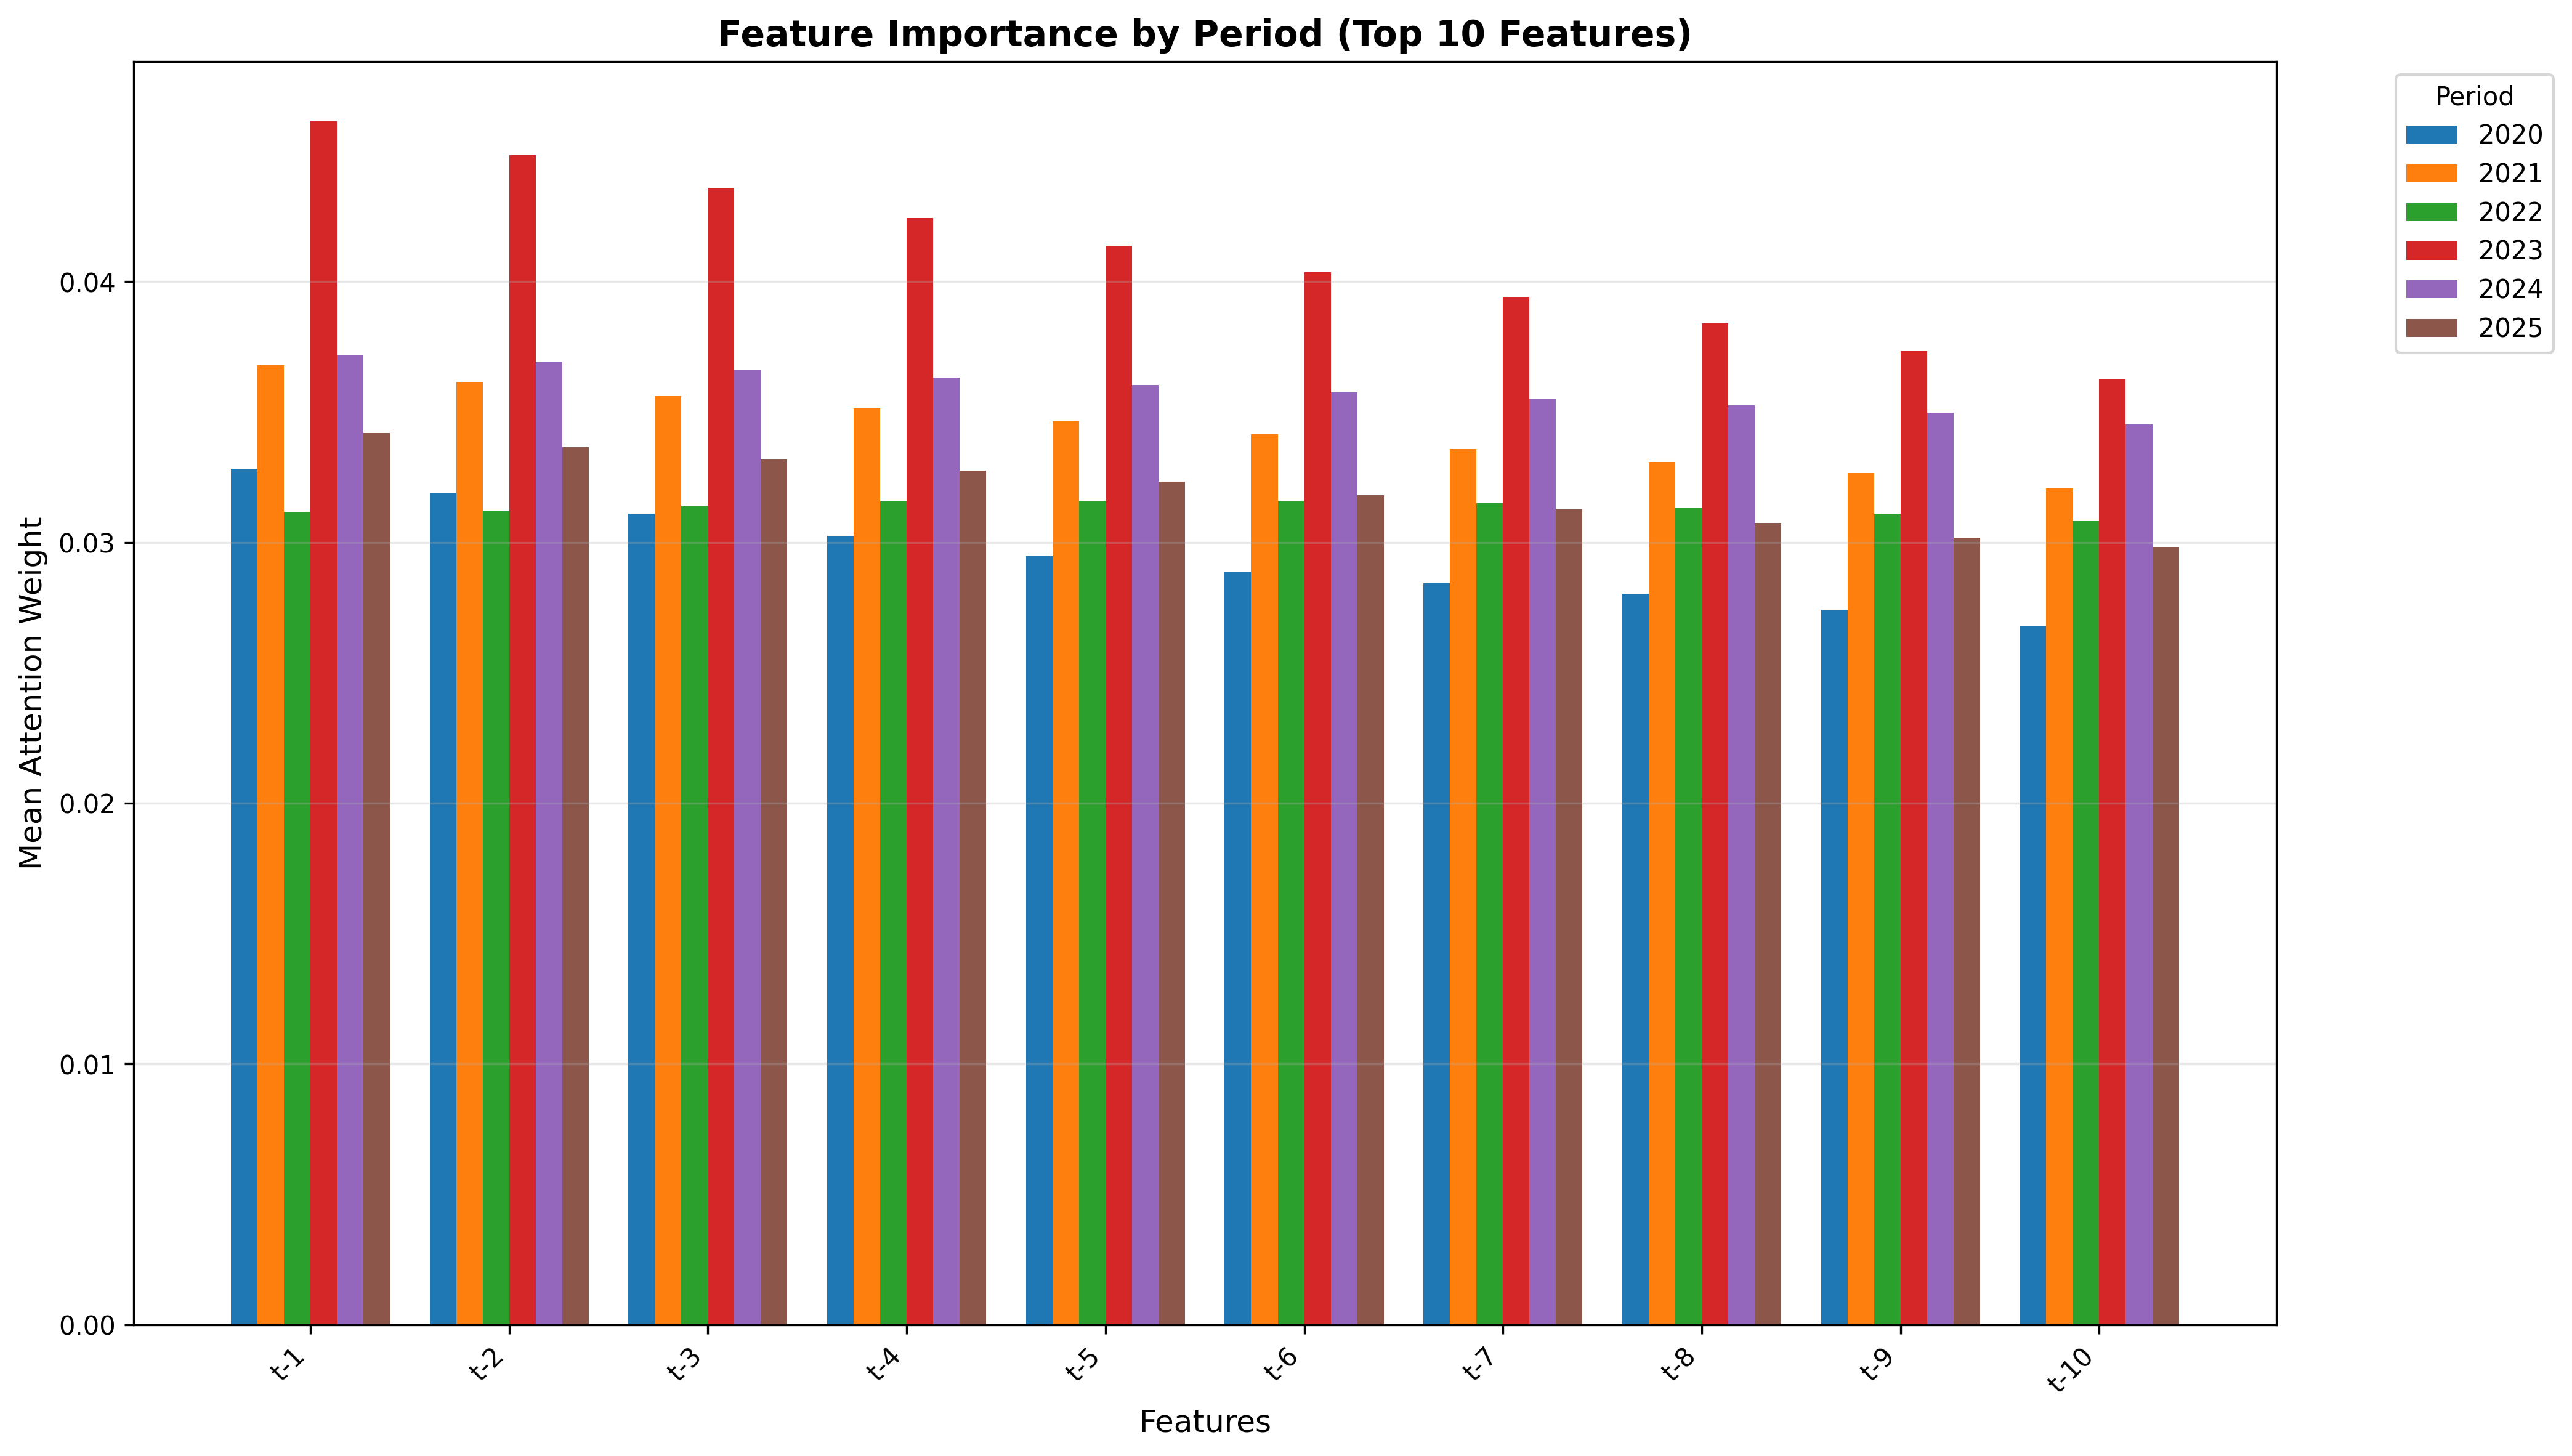 Feature Importance by Period (Top 10 Features)
Period
2020
2021
2022
2023
2024
2025
Mean Attention Weight
0.04
0.03
0.02
0.01
0.00
t-1
t-2
t-3
t-4
t-5
t-6
t-7
t-8
t-9
t-10
Features